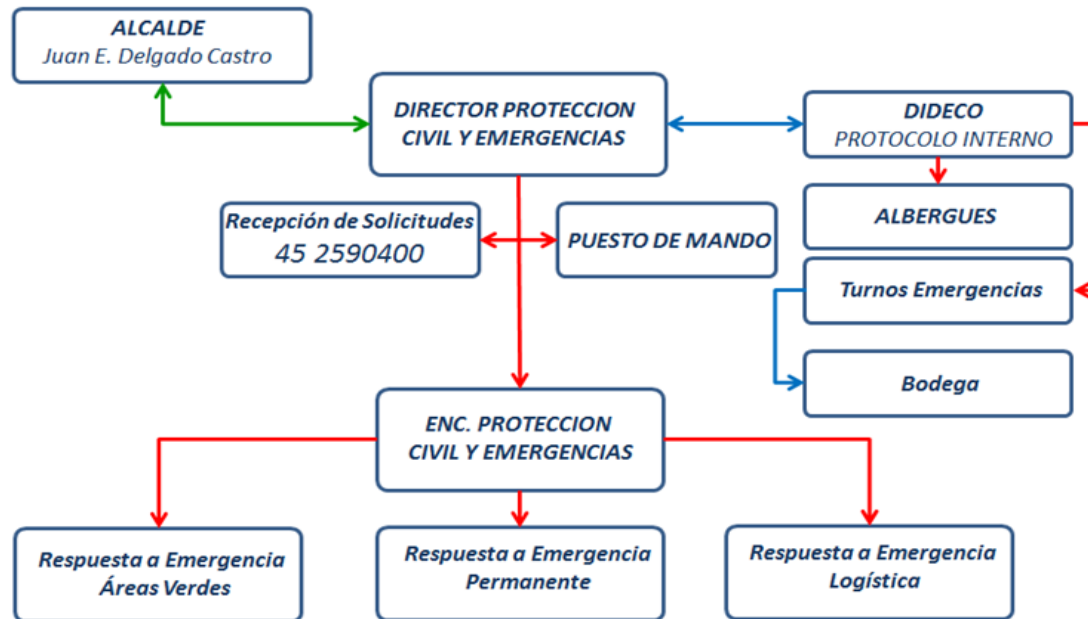 ALCALDE
Juan E. Delgado Castro
DIRECTOR PROTECCION
CIVIL Y EMERGENCIAS
DIDECO
PROTOCOLO INTERNO
ALBERGUES
Recepción de Solicitudes
45 2590400
PUESTO DE MANDO
Turnos Emergencias
Bodega
ENC. PROTECCION
CIVIL Y EMERGENCIAS
Respuesta a Emergencia
Áreas Verdes
Respuesta a Emergencia
Permanente
Respuesta a Emergencia
Logística